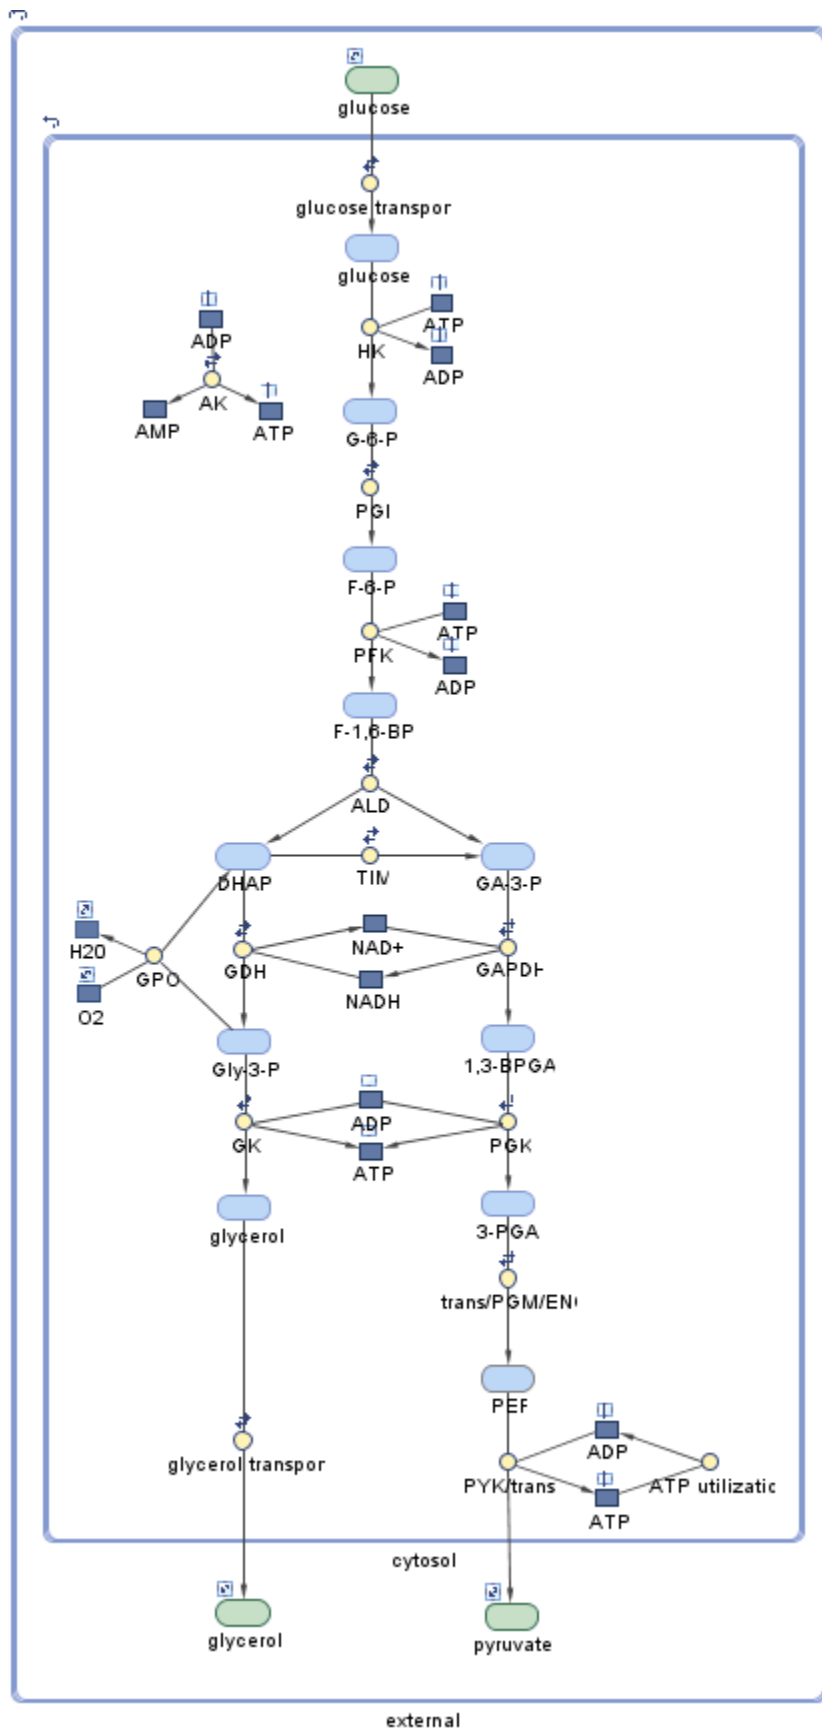 glucose
glucose transpor
glucose
ATP
HK
ADP
ADP
AK
AMP
ATP
G-6-P
PGI
F-6-P
ATP
PFK
ADP
F-1,6-BP
ALD
DHAP
TIM
GA-3-P
H2O
GPO
GDH
NAD+
GAPDH
O2
NADH
Gly-3-P
1,3-BPGA
ADP
GK
PGK
ATP
glycerol
3-PGA
trans/PGM/EN
PEP
ADP
glycerol transpor
PYK/trans
ATP utilizatic
ATP
cytosol
glycerol
pyruvate
external